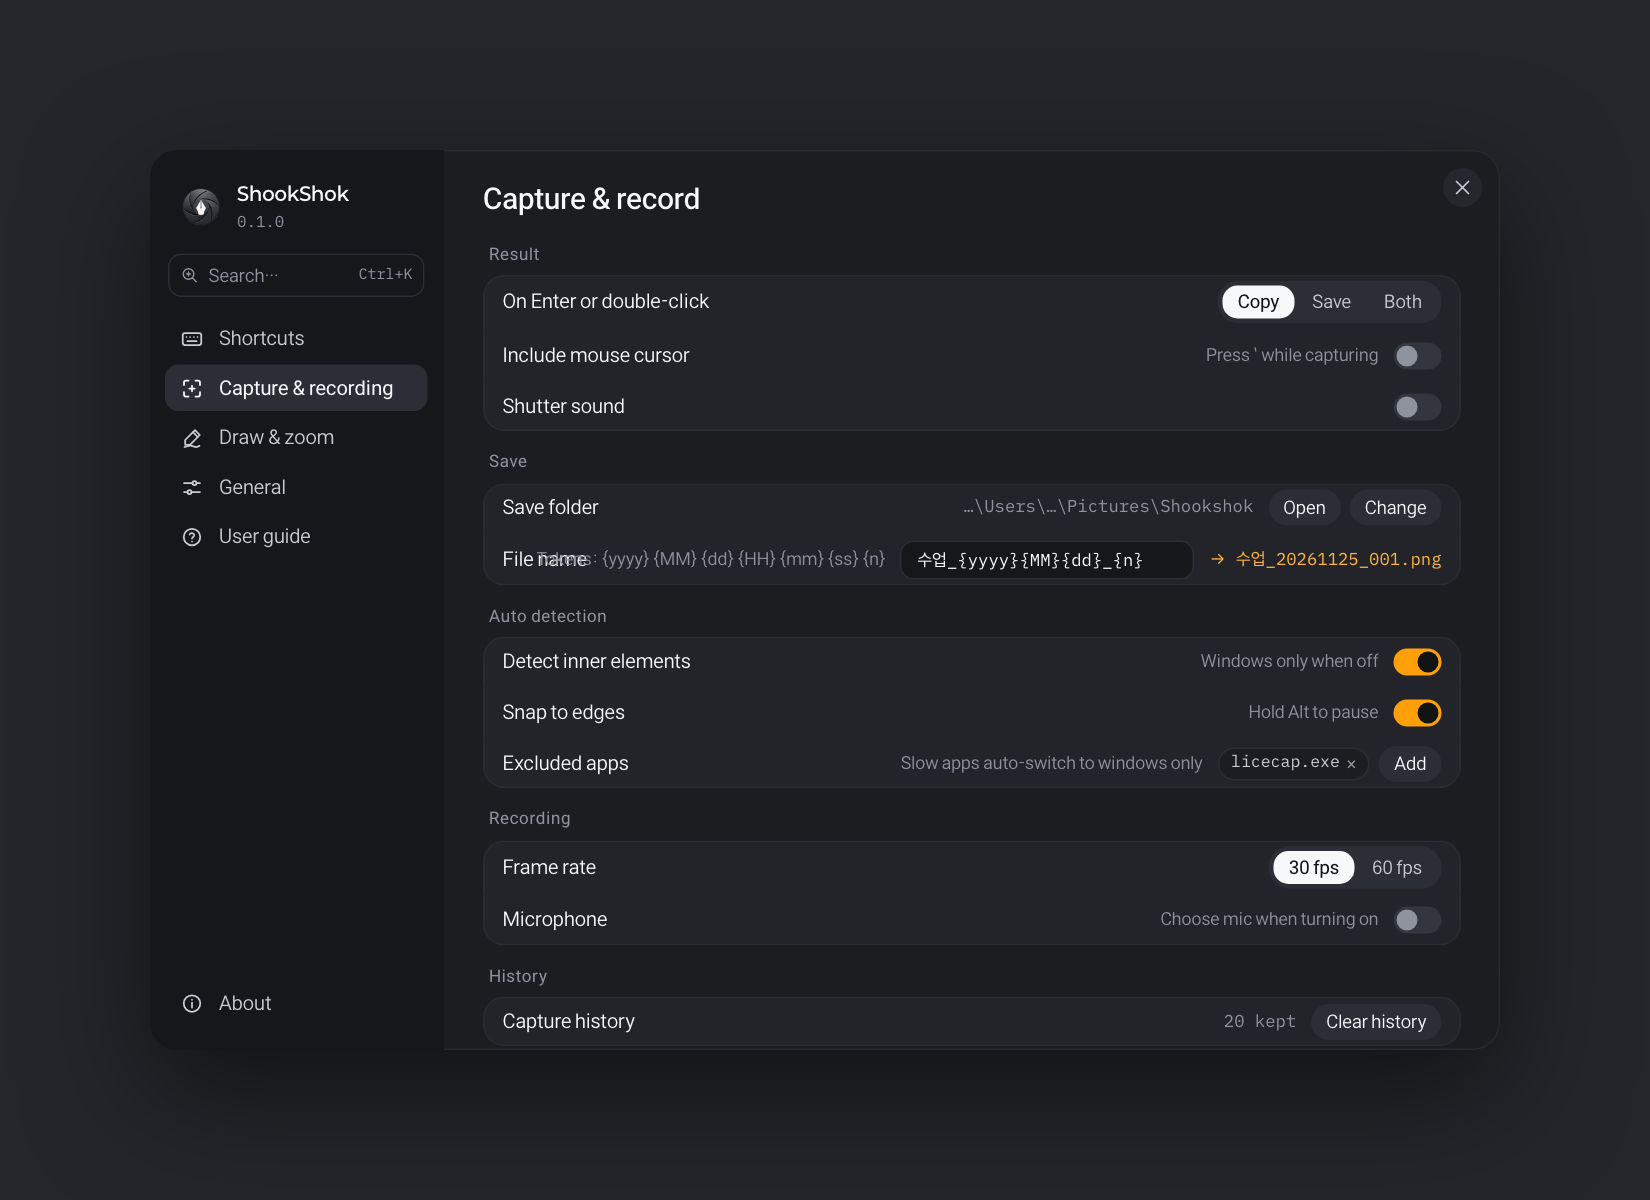 ShookShok
0.1.0
Search⋯ Ctrl+K
Shortcuts
Capture & recording
Draw & zoom
General
User guide
About
Capture & record
Result
On Enter or double-click Copy Save Both
Include mouse cursor Press ` while capturing
Shutter sound
Save
Save folder …\Users\…\Pictures\Shookshok Open Change
File name Tokens: {yyyy} {MM} {dd} {HH} {mm} {ss} {n} 수업_{yyyy}{MM}{dd}_{n} → 수업_20261125_001.png
Auto detection
Detect inner elements Windows only when off
Snap to edges Hold Alt to pause
Excluded apps Slow apps auto-switch to windows only licecap.exe × Add
Recording
Frame rate 30 fps 60 fps
Microphone Choose mic when turning on
History
Capture history 20 kept Clear history